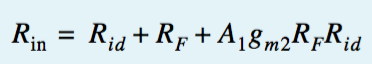 R_in = R_id + R_F + A_1 g_m2 R_F R_id